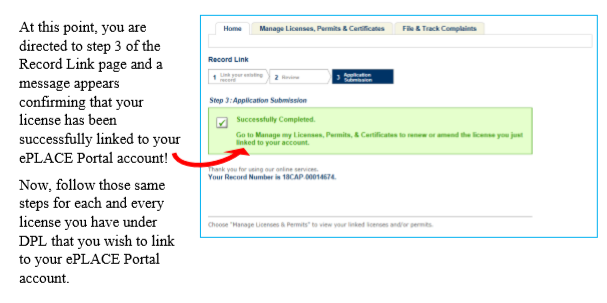 At this point, you are
directed to step 3 of the
Record Link page and a
message appears
confirming that your
license has been
successfully linked to your
ePLACE Portal account!
Now, follow those same
steps for each and every
license you have under
DPL that you wish to link
to your ePLACE Portal
account.
Home Manage Licenses, Permits & Certificates File & Track Complaints
Record Link
1 Link your existing record 2 Review 3 Application Submission
Step 3: Application Submission
Successfully Completed.
Go to Manage my Licenses, Permits, & Certificates to renew or amend the license you just
linked to your account.
Thank you for using our online services.
Your Record Number is 18CAP-00014674.
Choose "Manage Licenses & Permits" to view your linked licenses and/or permits.